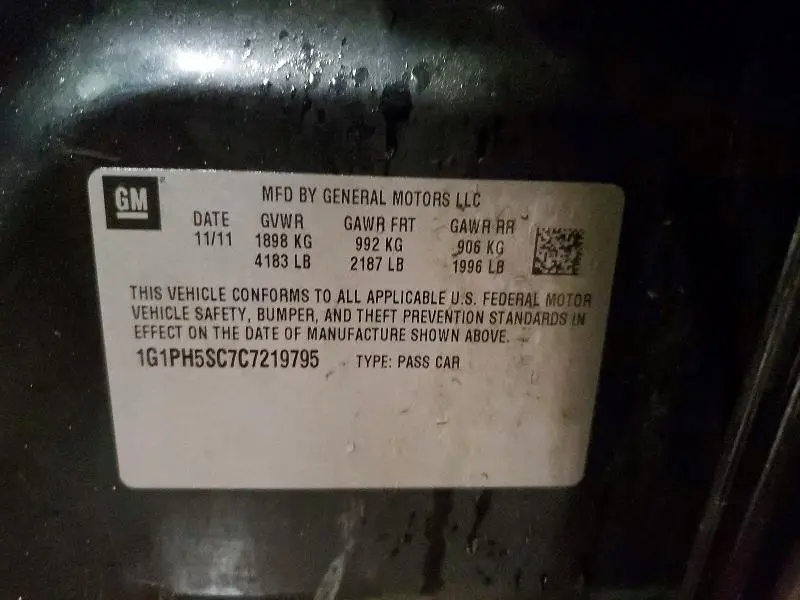 GM
MFD BY GENERAL MOTORS LLC
DATE GVWR GAWR FRT GAWR RR
11/11 1898 KG 992 KG 906 KG
4183 LB 2187 LB 1996 LB
THIS VEHICLE CONFORMS TO ALL APPLICABLE U.S. FEDERAL MOTOR
VEHICLE SAFETY, BUMPER, AND THEFT PREVENTION STANDARDS IN
EFFECT ON THE DATE OF MANUFACTURE SHOWN ABOVE.
1G1PH5SC7C7219795 TYPE: PASS CAR